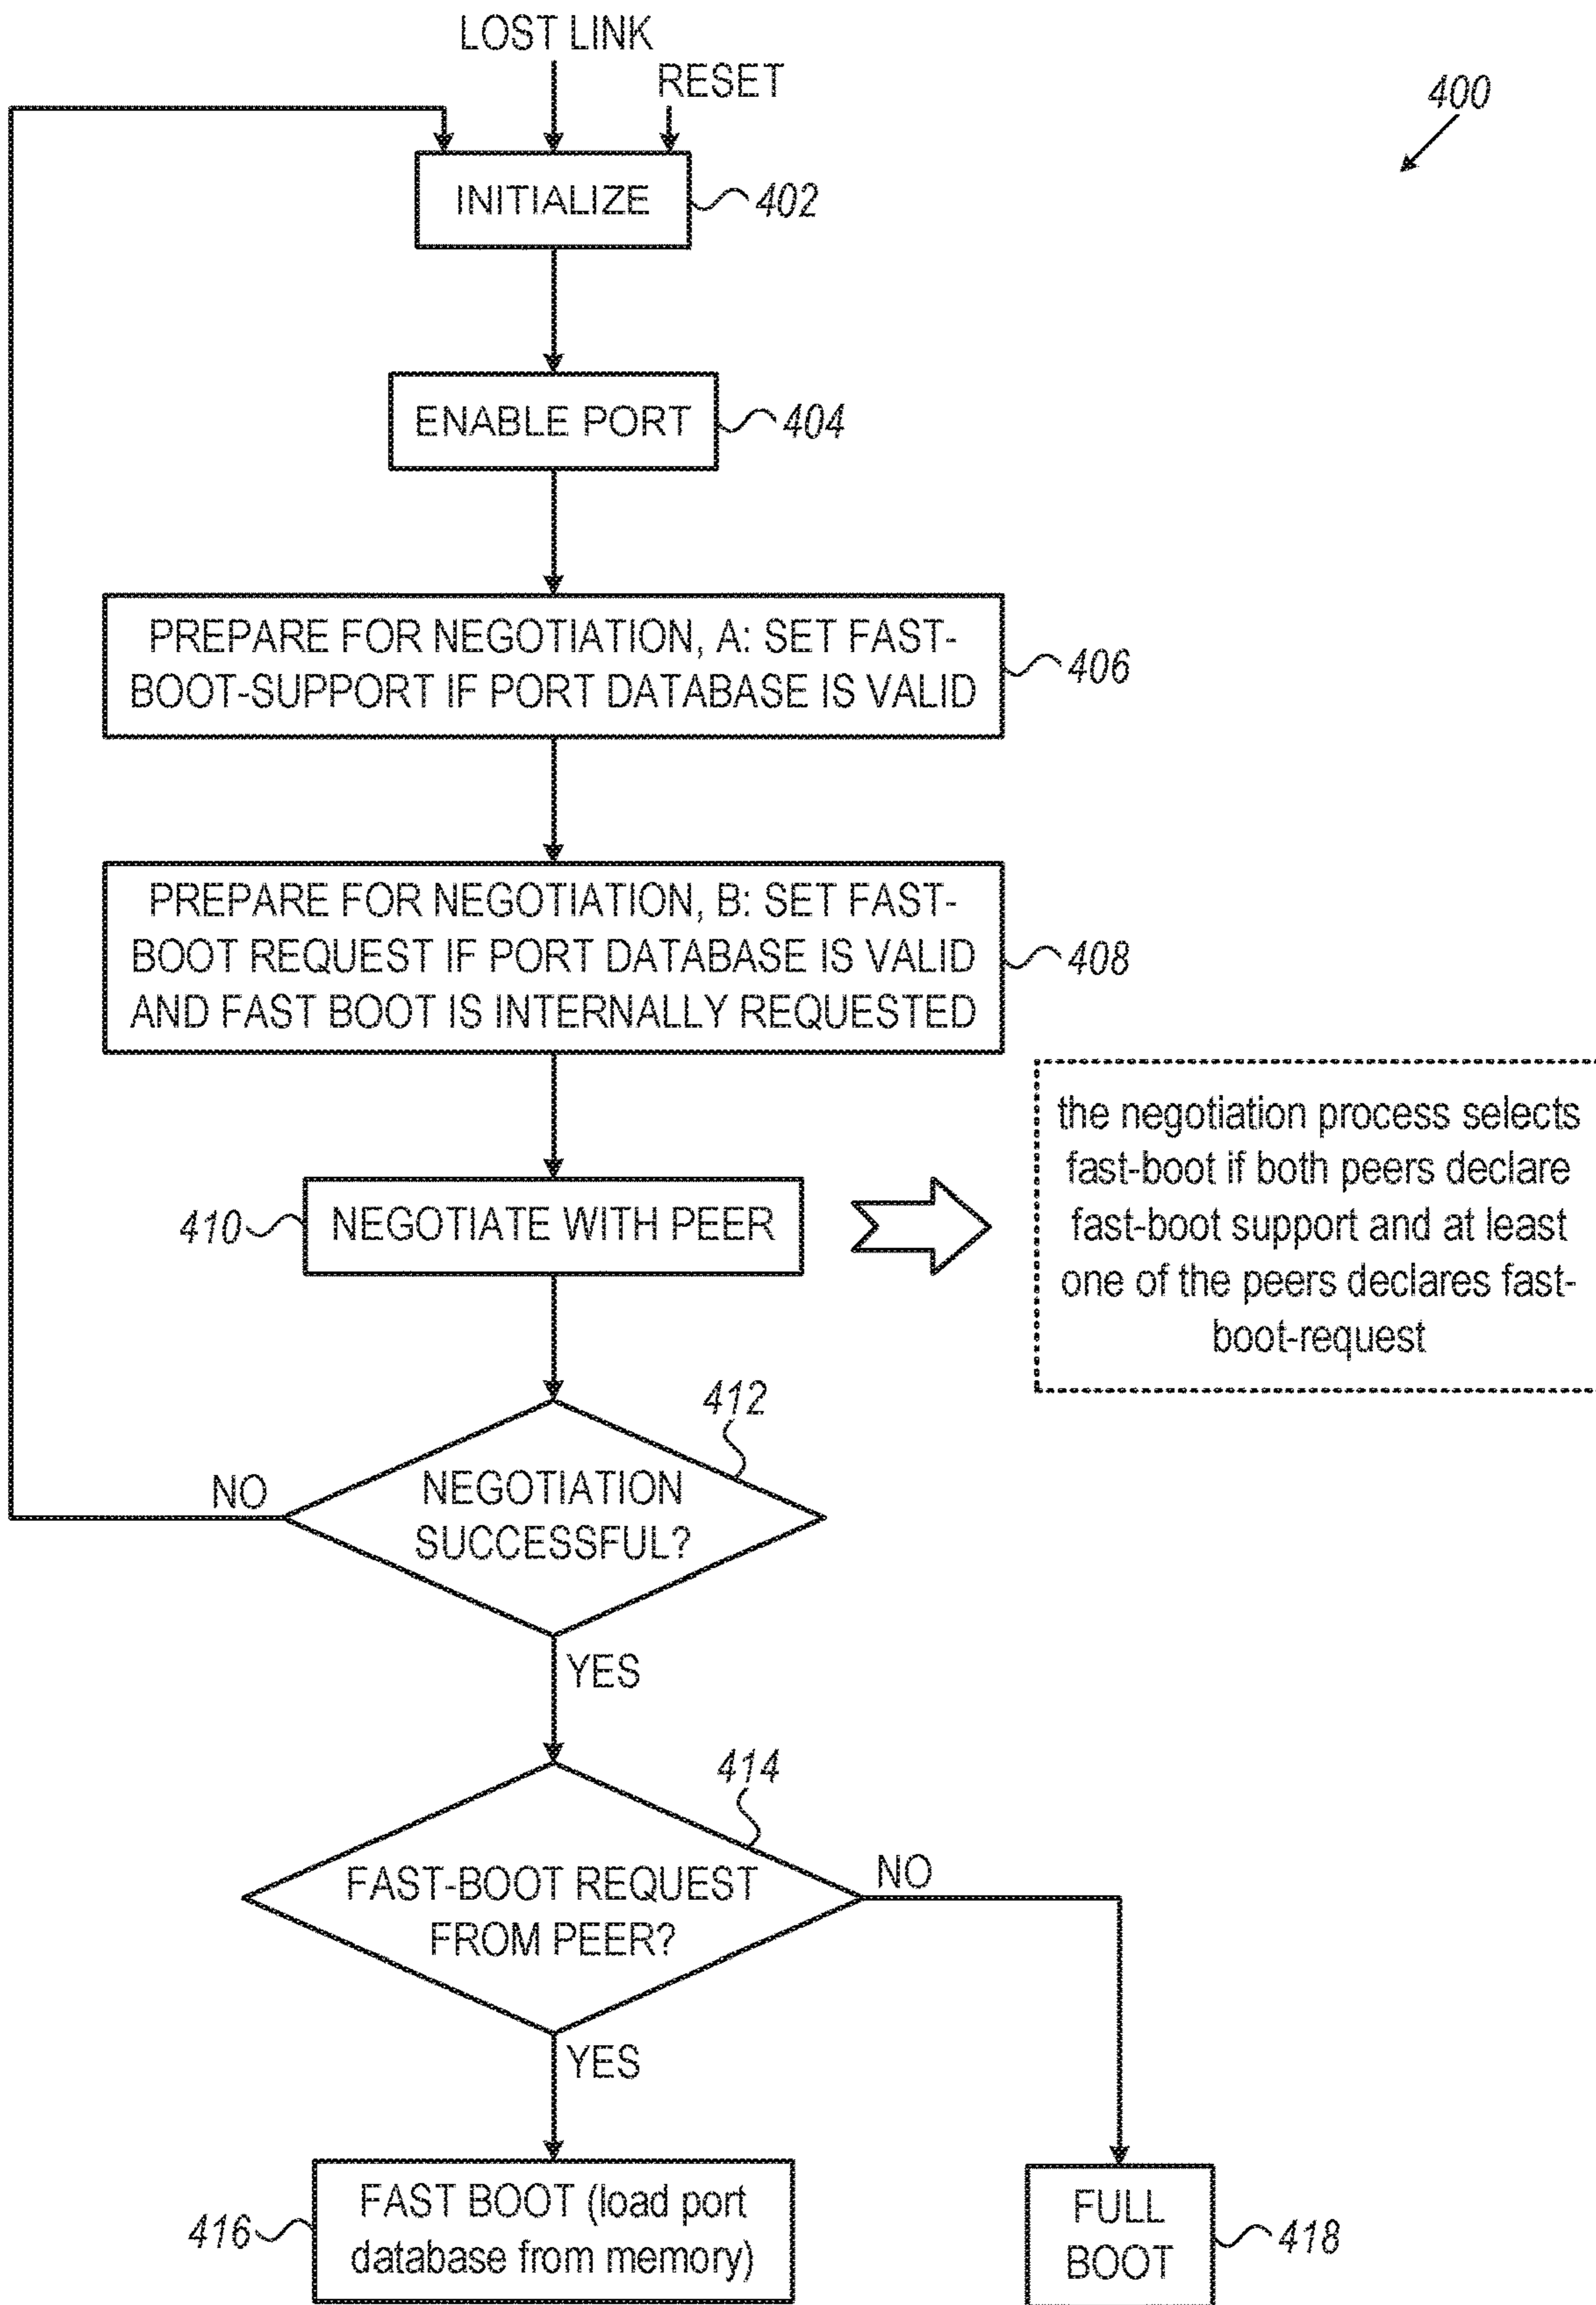 LOST LINK
RESET
400
INITIALIZE
402
ENABLE PORT
404
PREPARE FOR NEGOTIATION, A: SET FAST-
BOOT-SUPPORT IF PORT DATABASE IS VALID
406
PREPARE FOR NEGOTIATION, B: SET FAST-
BOOT REQUEST IF PORT DATABASE IS VALID
AND FAST BOOT IS INTERNALLY REQUESTED
408
410
NEGOTIATE WITH PEER
the negotiation process selects
fast-boot if both peers declare
fast-boot support and at least
one of the peers declares fast-
boot-request
412
NO
NEGOTIATION
SUCCESSFUL?
YES
414
FAST-BOOT REQUEST
FROM PEER?
NO
YES
416
FAST BOOT (load port
database from memory)
FULL
BOOT
418